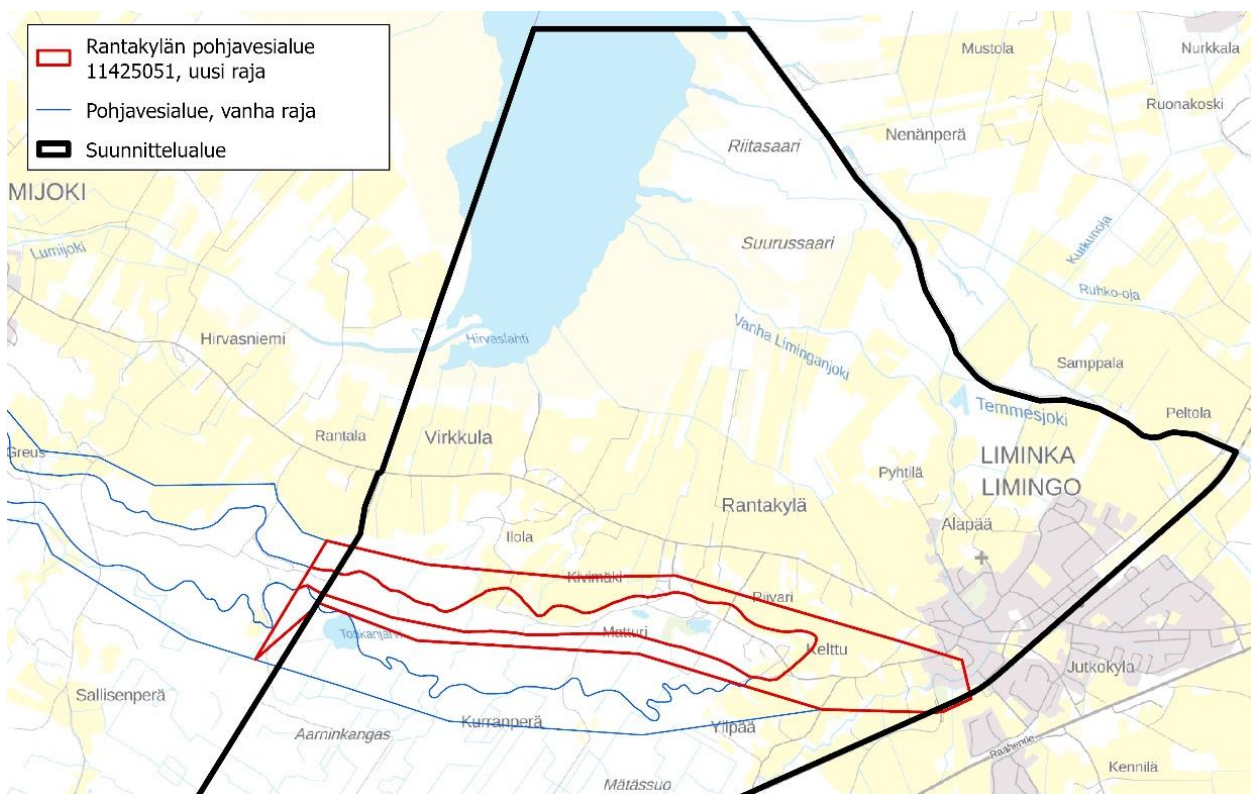 Rantakylän pohjavesialue
11425051, uusi raja
Pohjavesialue, vanha raja
Suunnittelualue
Mustola
Nurkkala
Ruonakoski
Nenänperä
Riitasaari
MIJOKI
Lumijoki
Suurussaari
Kurkunoja
Ruhko-oja
Hirvasniemi
Hirvaslahti
Vanha Liminganjoki
Samppala
Temmesjoki
Peltola
Greus
Rantala
Virkkula
Pyhtilä
LIMINKA
LIMINGO
Rantakylä
Alapää
Ilola
Kivimäki
Riivari
Matturi
Kelttu
Jutkokylä
Sallisenperä
Kurranperä
Ylipää
Aarninkangas
Raahentie
Kennilä
Mätässuo